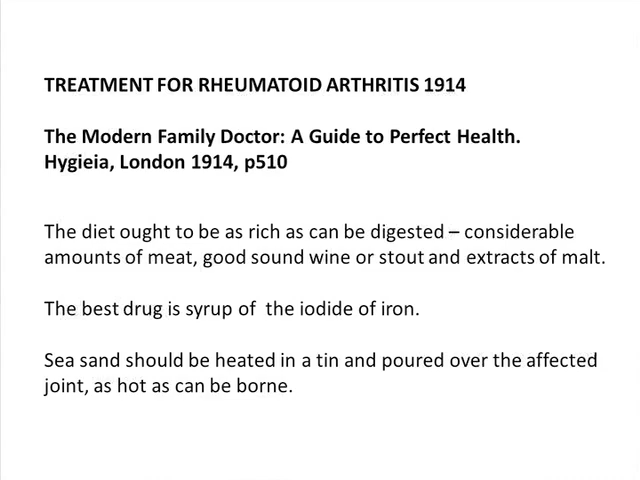 TREATMENT FOR RHEUMATOID ARTHRITIS 1914
The Modern Family Doctor: A Guide to Perfect Health.
Hygieia, London 1914, p510
The diet ought to be as rich as can be digested – considerable
amounts of meat, good sound wine or stout and extracts of malt.
The best drug is syrup of  the iodide of iron.
Sea sand should be heated in a tin and poured over the affected
joint, as hot as can be borne.